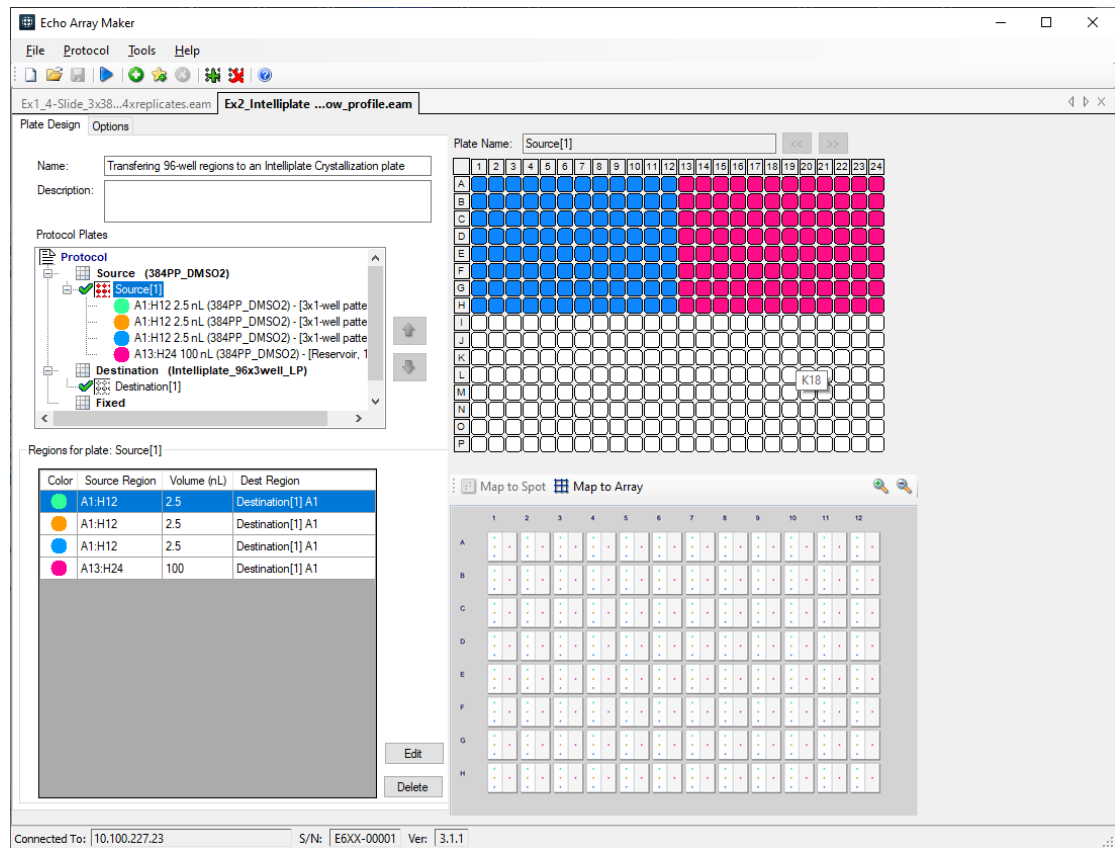 Echo Array Maker
File Protocol Tools Help
Ex1_4-Slide_3x38...4xreplicates.eam Ex2_Intelliplate ...ow_profile.eam
Plate Design Options
Name: Transfering 96-well regions to an Intelliplate Crystallization plate
Description:
Protocol Plates
Protocol
Source (384PP_DMSO2)
Source[1]
A1:H12 2.5 nL (384PP_DMSO2) - [3x1-well patte
A1:H12 2.5 nL (384PP_DMSO2) - [3x1-well patte
A1:H12 2.5 nL (384PP_DMSO2) - [3x1-well patte
A13:H24 100 nL (384PP_DMSO2) - [Reservoir, 1
Destination (Intelliplate_96x3well_LP)
Destination[1]
Fixed
Regions for plate: Source[1]
Color Source Region Volume (nL) Dest Region
A1:H12 2.5 Destination[1] A1
A1:H12 2.5 Destination[1] A1
A1:H12 2.5 Destination[1] A1
A13:H24 100 Destination[1] A1
Edit
Delete
Plate Name: Source[1] << >>
1 2 3 4 5 6 7 8 9 10 11 12 13 14 15 16 17 18 19 20 21 22 23 24
A
B
C
D
E
F
G
H
I
J
K
L
K18
M
N
O
P
Map to Spot Map to Array
1 2 3 4 5 6 7 8 9 10 11 12
A
B
C
D
E
F
G
H
Connected To: 10.100.227.23 S/N: E6XX-00001 Ver: 3.1.1